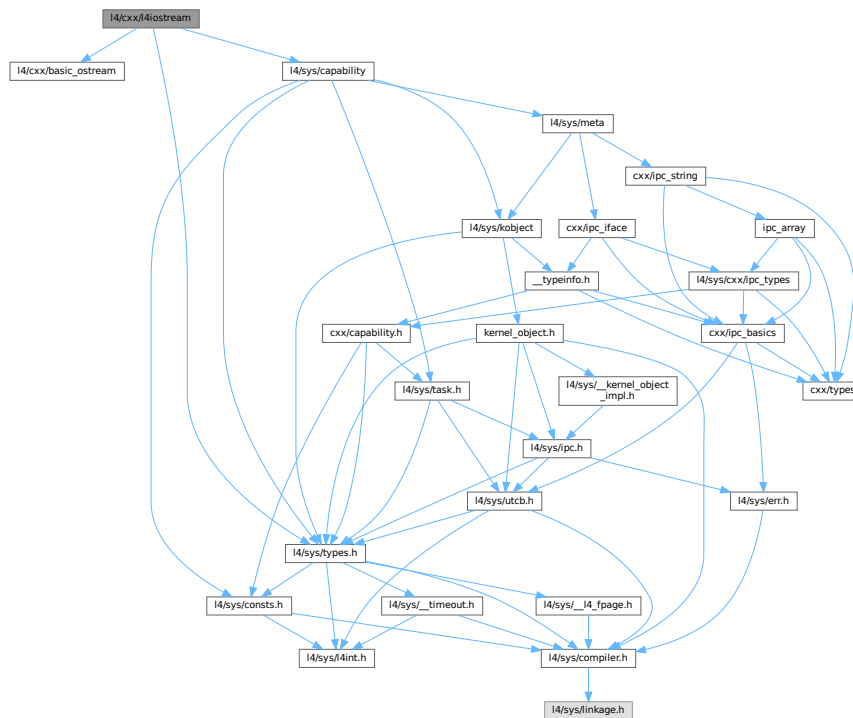 l4/cxx/l4iostream
l4/cxx/basic_ostream
l4/sys/capability
l4/sys/meta
cxx/ipc_string
l4/sys/kobject
cxx/ipc_iface
ipc_array
__typeinfo.h
l4/sys/cxx/ipc_types
cxx/capability.h
kernel_object.h
cxx/ipc_basics
l4/sys/task.h
l4/sys/__kernel_object
_impl.h
cxx/types
l4/sys/ipc.h
l4/sys/utcb.h
l4/sys/err.h
l4/sys/types.h
l4/sys/consts.h
l4/sys/__timeout.h
l4/sys/__l4_fpage.h
l4/sys/l4int.h
l4/sys/compiler.h
l4/sys/linkage.h